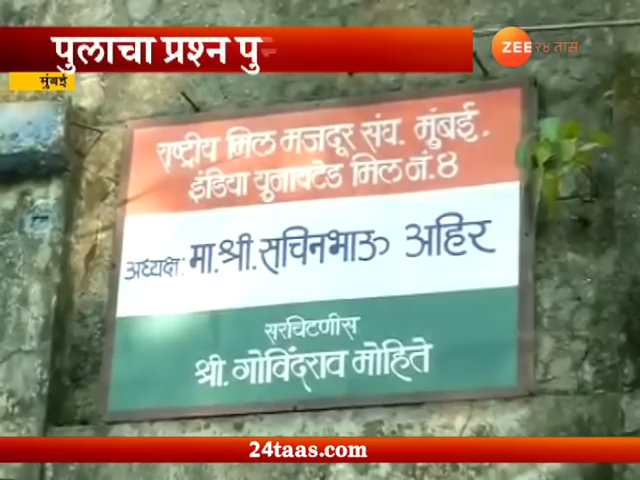 पुलाचा प्रश्न पु
ZEE २४ तास
मुंबई
राष्ट्रीय मिल मजदूर संघ. मुंबई.
इंडिया युनायटेड मिल नं. ४
अध्यक्ष: मा. श्री. सचिनभाऊ अहिर
सरचिटणीस
श्री. गोविंदराव मोहिते
24taas.com